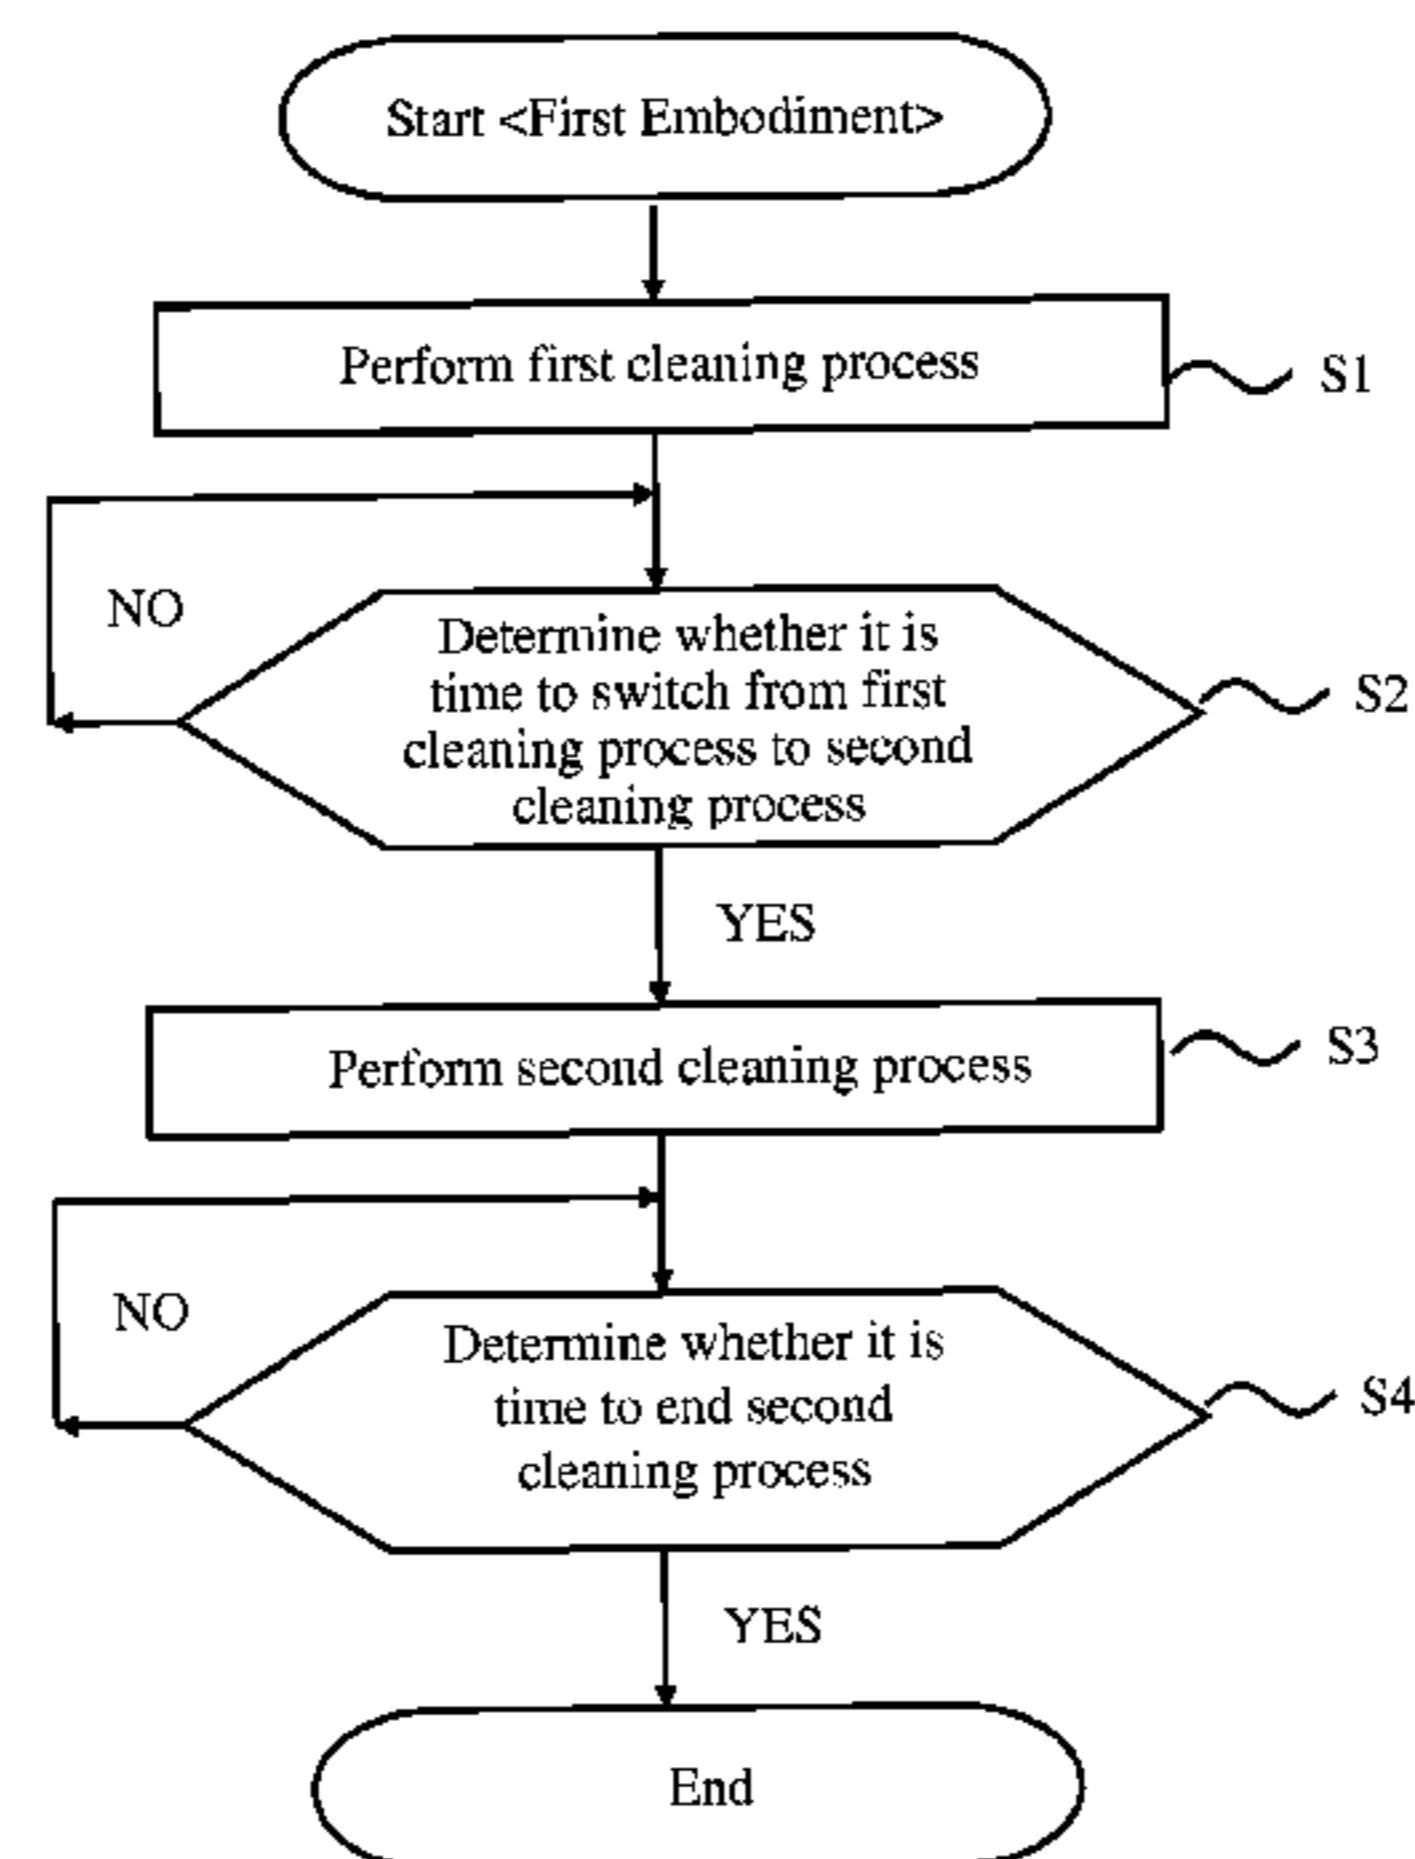 Start <First Embodiment>
Perform first cleaning process
S1
NO
Determine whether it is
time to switch from first
cleaning process to second
cleaning process
S2
YES
Perform second cleaning process
S3
NO
Determine whether it is
time to end second
cleaning process
S4
YES
End